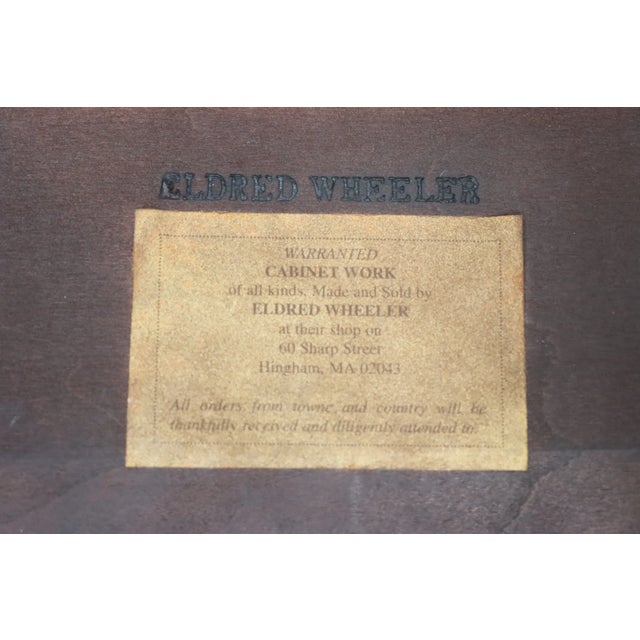 ELDRED WHEELER
WARRANTED
CABINET WORK
of all kinds, Made and Sold by
ELDRED WHEELER
at their shop on
60 Sharp Street
Hingham, MA 02043
All orders from towne and country will be
thankfully received and diligently attended to.